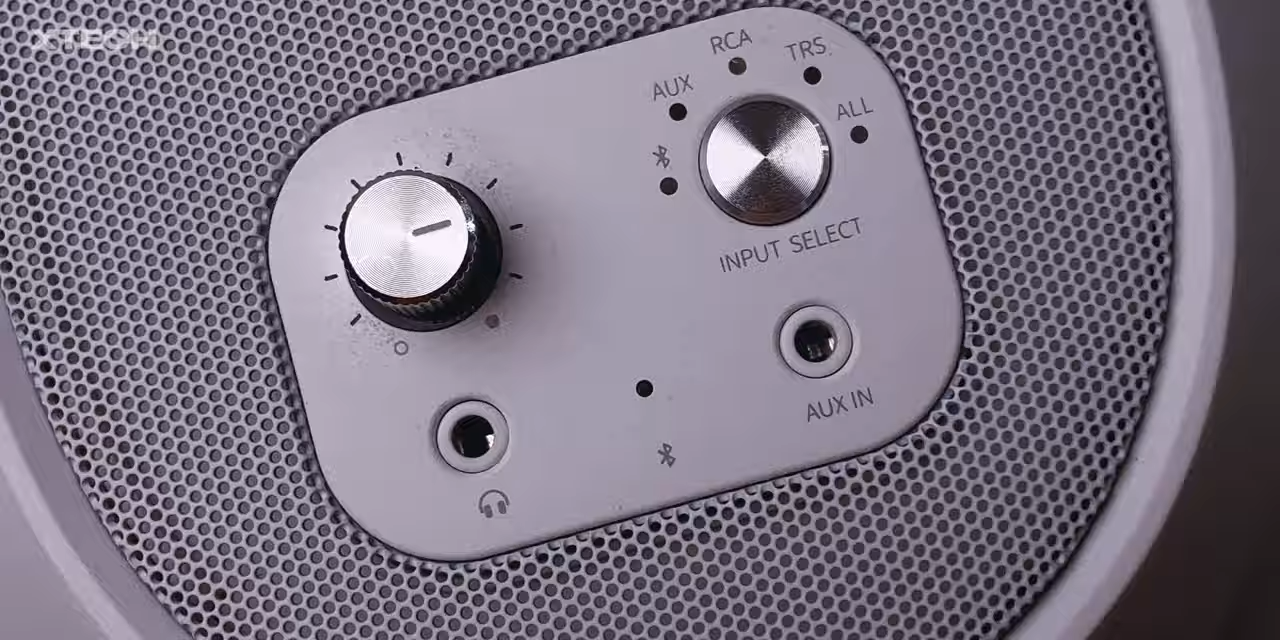 XTECH
RCA
TRS
AUX
ALL
INPUT SELECT
AUX IN